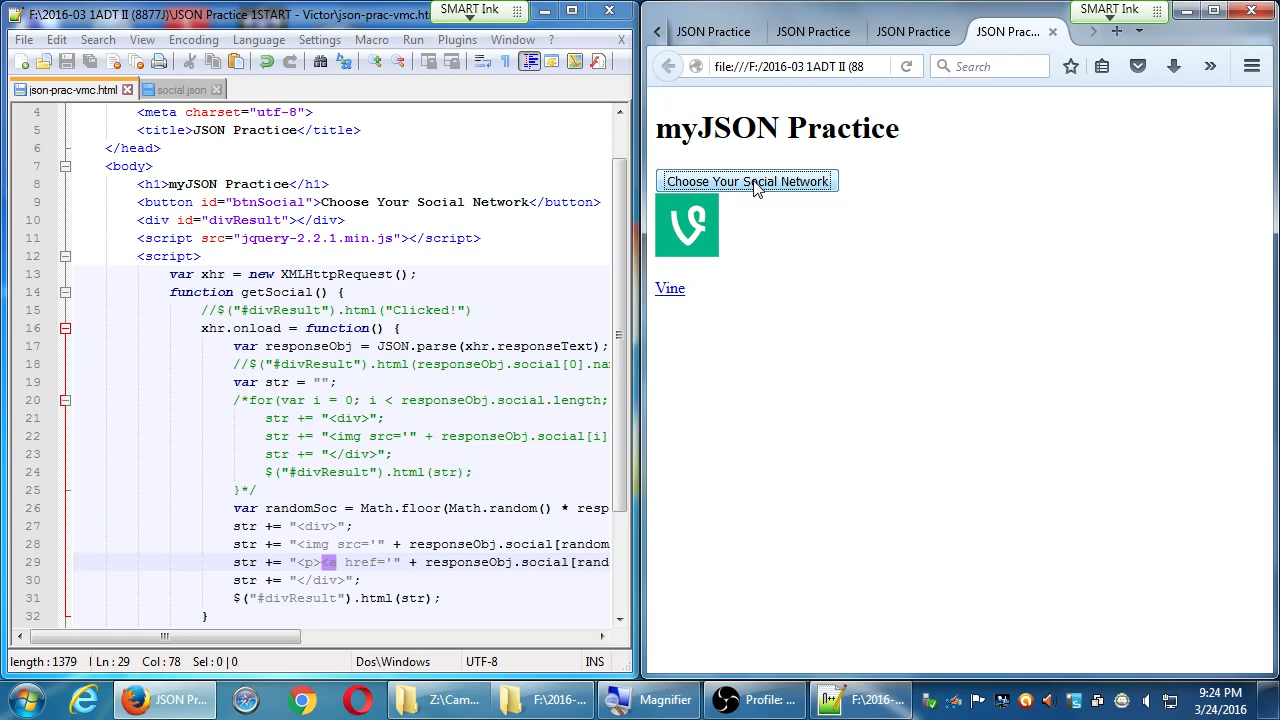 F:\2016-03 1ADT II (8877J)\JSON Practice 1START - Victor\json-prac-vmc.ht
SMART Ink
File Edit Search View Encoding Language Settings Macro Run Plugins Window ? X
json-prac-vmc.html social.json
4 <meta charset="utf-8">
5 <title>JSON Practice</title>
6 </head>
7 <body>
8 <h1>myJSON Practice</h1>
9 <button id="btnSocial">Choose Your Social Network</button>
10 <div id="divResult"></div>
11 <script src="jquery-2.2.1.min.js"></script>
12 <script>
13 var xhr = new XMLHttpRequest();
14 function getSocial() {
15 //$("#divResult").html("Clicked!")
16 xhr.onload = function() {
17 var responseObj = JSON.parse(xhr.responseText);
18 //$("#divResult").html(responseObj.social[0].na
19 var str = "";
20 /*for(var i = 0; i < responseObj.social.length;
21 str += "<div>";
22 str += "<img src='" + responseObj.social[i]
23 str += "</div>";
24 $("#divResult").html(str);
25 }*/
26 var randomSoc = Math.floor(Math.random() * resp
27 str += "<div>";
28 str += "<img src='" + responseObj.social[random
29 str += "<p><a href='" + responseObj.social[rand
30 str += "</div>";
31 $("#divResult").html(str);
32 }
length : 1379 l Ln : 29 Col : 78 Sel : 0 | 0 Dos\Windows UTF-8 INS
SMART Ink
JSON Practice JSON Practice JSON Practice JSON Prac...
file:///F:/2016-03 1ADT II (88 Search
myJSON Practice
Choose Your Social Network
Vine
JSON Pr... Z:\Cam... F:\2016-... Magnifier Profile: ... F:\2016-...
9:24 PM
3/24/2016